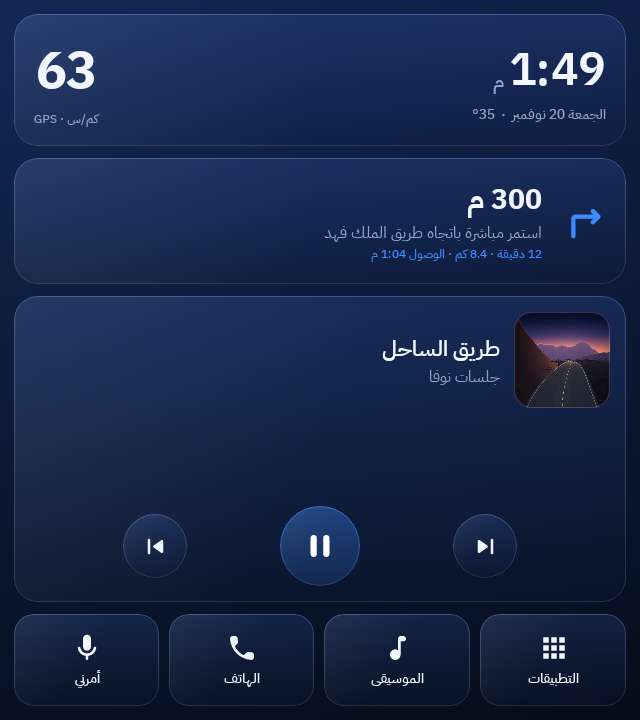 1:49 م
الجمعة 20 نوفمبر · 35°
63
كم/س · GPS
300 م
استمر مباشرة باتجاه طريق الملك فهد
12 دقيقة · 8.4 كم · الوصول 1:04 م
طريق الساحل
جلسات نوفا
التطبيقات
الموسيقى
الهاتف
أمرني